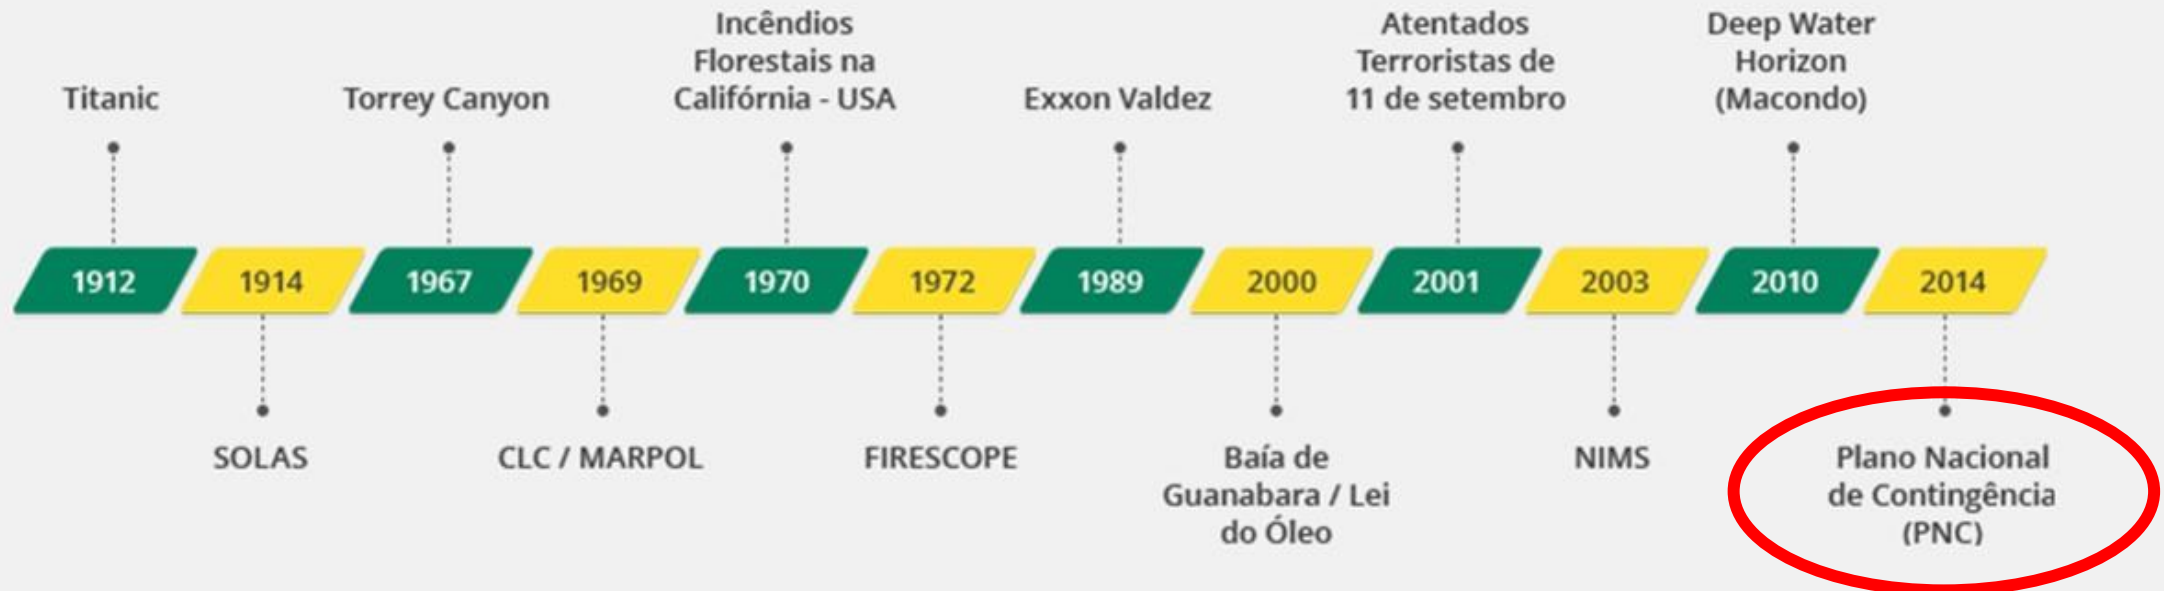 Titanic
Torrey Canyon
Incêndios
Florestais na
Califórnia - USA
Exxon Valdez
Atentados
Terroristas de
11 de setembro
Deep Water
Horizon
(Macondo)
1912
1914
1967
1969
1970
1972
1989
2000
2001
2003
2010
2014
SOLAS
CLC / MARPOL
FIRESCOPE
Baía de
Guanabara / Lei
do Óleo
NIMS
Plano Nacional
de Contingência
(PNC)